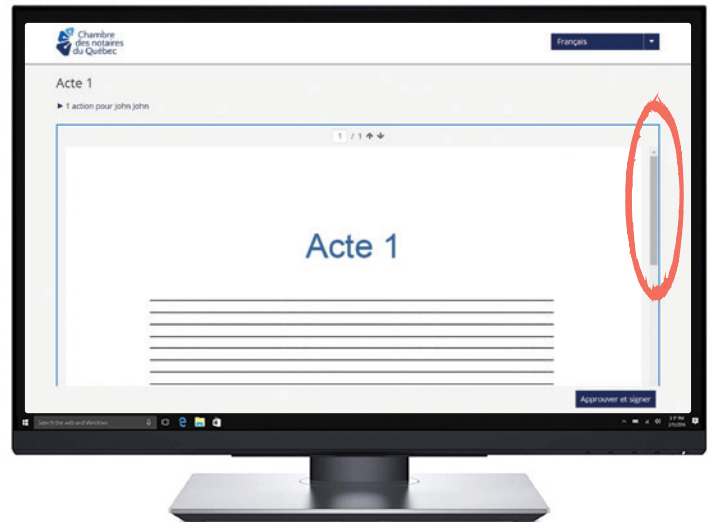 Chambre
des notaires
du Québec
Français
Acte 1
▶ 1 action pour John John
1 / 1
Acte 1
Approuver et signer
Search the web and Windows